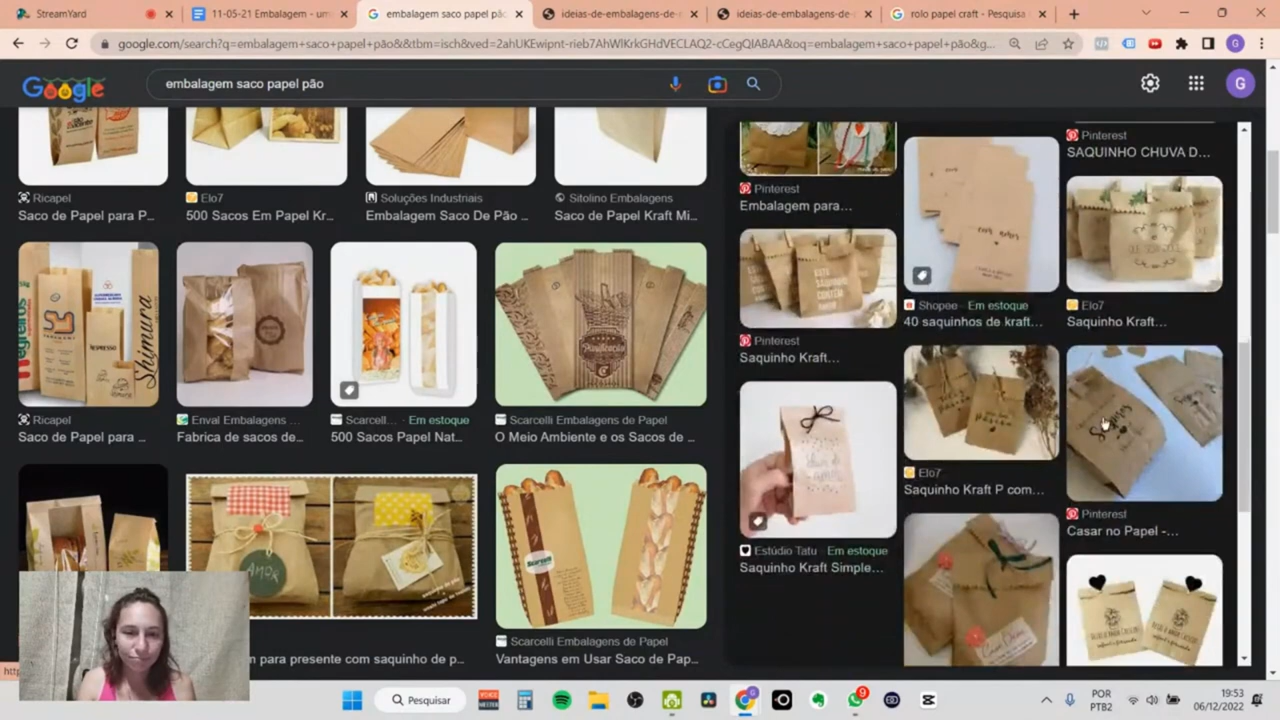 StreamYard
11-05-21 Embalagem - um
embalagem saco papel pão
ideias-de-embalagens-de-
ideias-de-embalagens-de-
rolo papel craft - Pesquisa
google.com/search?q=embalagem+saco+papel+pão&&tbm=isch&ved=2ahUKEwipnt-rieb7AhWlKrkGHdVECLAQ2-cCegQIABAA&oq=embalagem+saco+papel+pão&g...
G
Google
embalagem saco papel pão
G
Ricapel
Elo7
Soluções Industriais
Sitolino Embalagens
Saco de Papel para P...
500 Sacos Em Papel Kr...
Embalagem Saco De Pão ...
Saco de Papel Kraft Mi...
Pinterest
Embalagem para...
Pinterest
SAQUINHO CHUVA D...
Shimura
NESPRESSO
Panificação
Ricapel
Enval Embalagens
Scarcell...
Em estoque
Scarcelli Embalagens de Papel
Saco de Papel para ...
Fabrica de sacos de...
500 Sacos Papel Nat...
O Meio Ambiente e os Sacos de ...
Pinterest
Saquinho Kraft...
Shopee
Em estoque
40 saquinhos de kraft...
Elo7
Saquinho Kraft...
AMOR
Scarcelli
Elo7
Saquinho Kraft P com...
Pinterest
Casar no Papel -...
Estúdio Tatu
Em estoque
Saquinho Kraft Simple...
m para presente com saquinho de p...
Scarcelli Embalagens de Papel
Vantagens em Usar Saco de Pap...
Pesquisar
VOICE
MEETER
9
POR
PTB2
19:53
06/12/2022